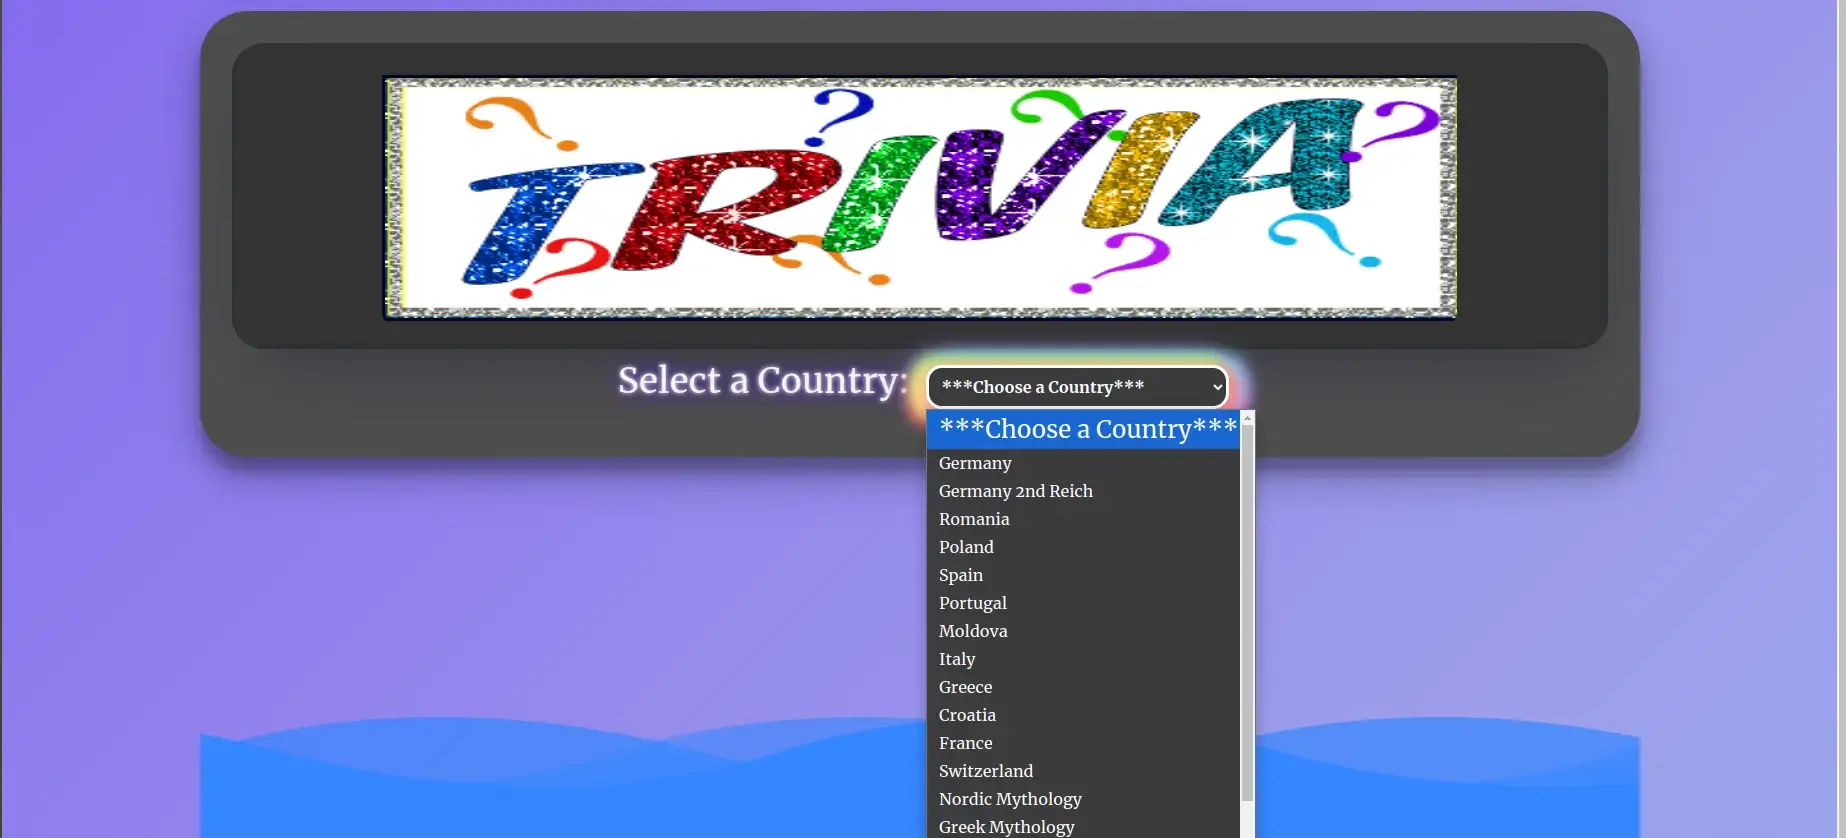 TRIVIA
Select a Country:
***Choose a Country***
***Choose a Country***
Germany
Germany 2nd Reich
Romania
Poland
Spain
Portugal
Moldova
Italy
Greece
Croatia
France
Switzerland
Nordic Mythology
Greek Mythology